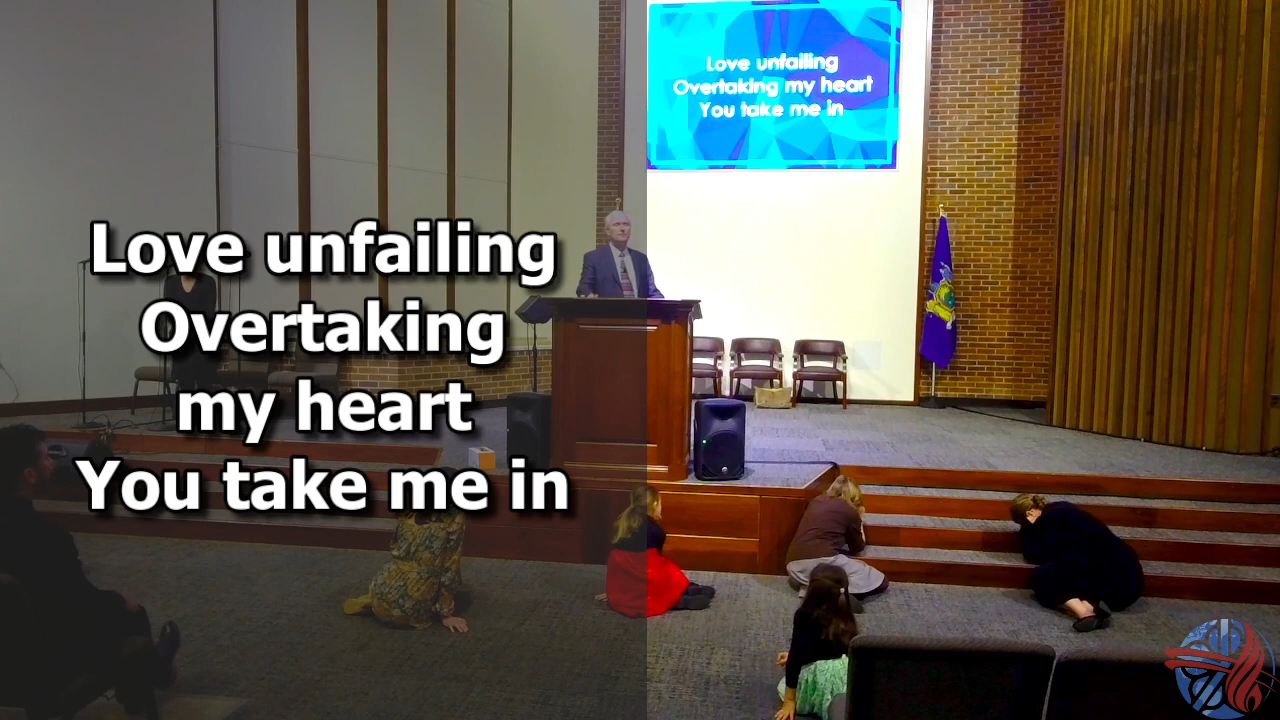 Love unfailing
Overtaking my heart
You take me in
Love unfailing
Overtaking
my heart
You take me in